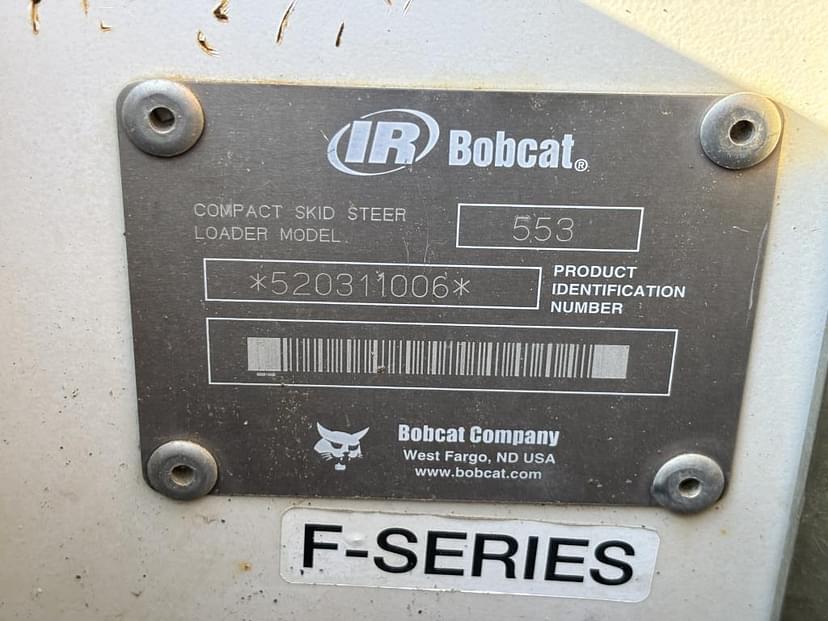 IR Bobcat®
COMPACT SKID STEER
LOADER MODEL
553
*520311006*
PRODUCT
IDENTIFICATION
NUMBER
Bobcat Company
West Fargo, ND USA
www.bobcat.com
F-SERIES